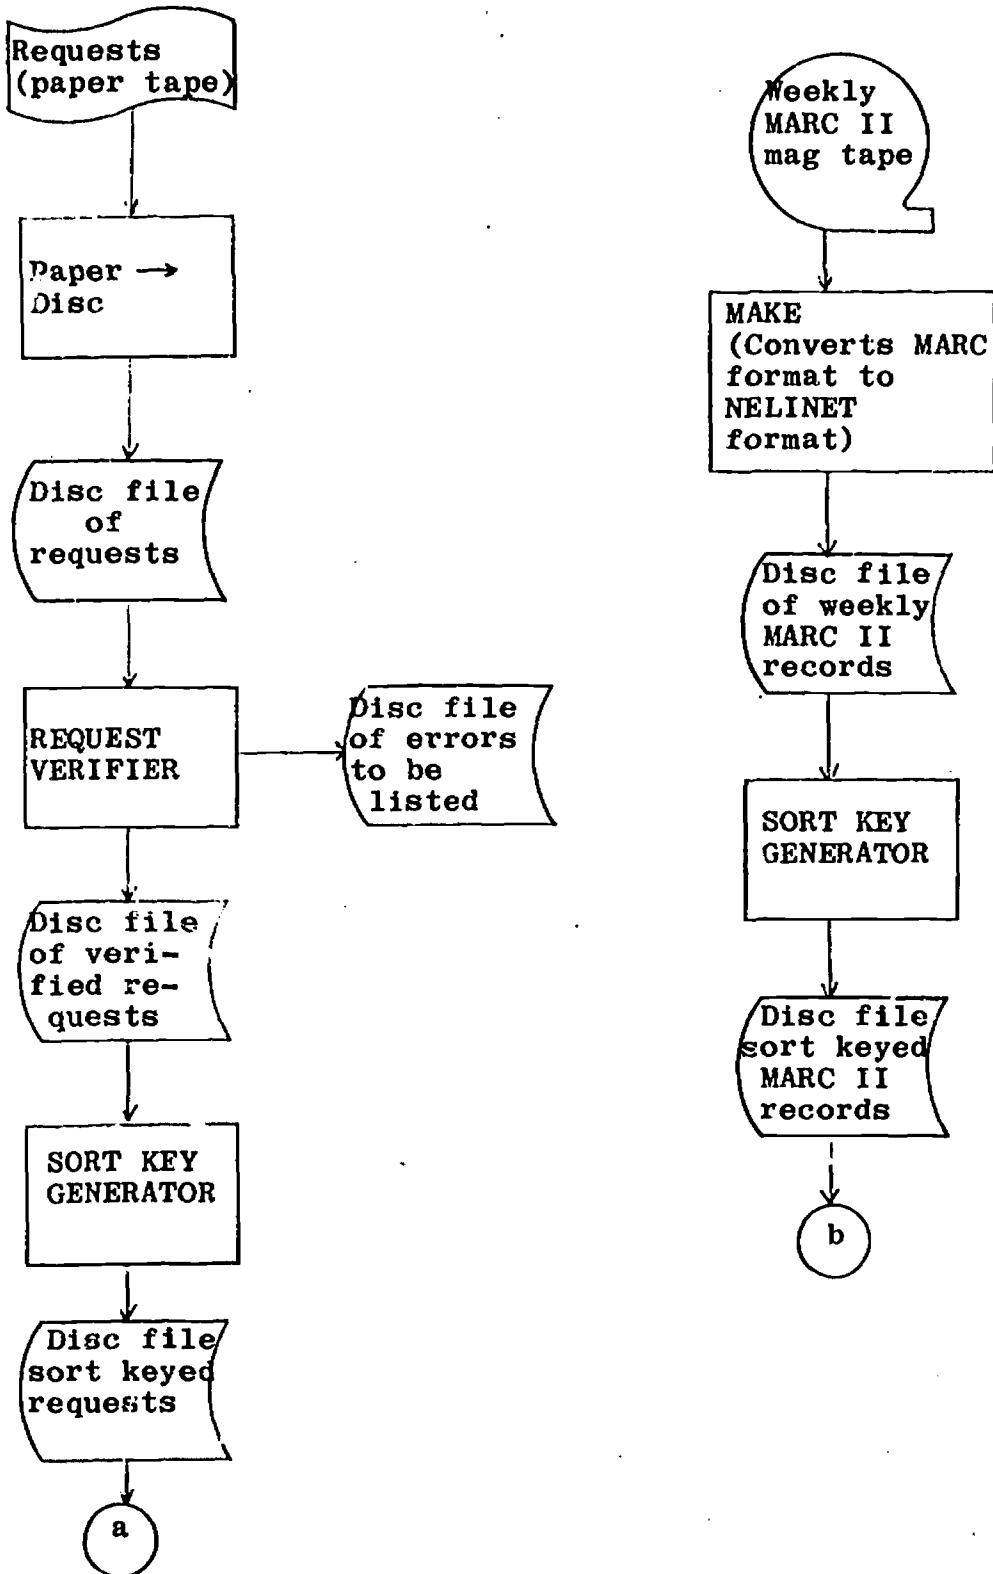 Requests
(paper tape)
Paper →
Disc
Disc file
of
requests
REQUEST
VERIFIER
Disc file
of errors
to be
listed
Disc file
of veri-
fied re-
quests
SORT KEY
GENERATOR
Disc file
sort keyed
requests
a
Weekly
MARC II
mag tape
MAKE
(Converts MARC
format to
NELINET
format)
Disc file
of weekly
MARC II
records
SORT KEY
GENERATOR
Disc file
sort keyed
MARC II
records
b